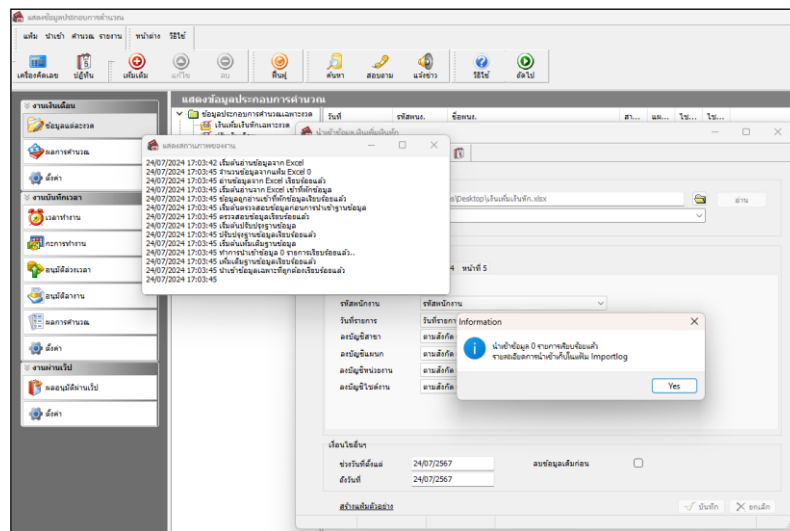 แสดงข้อมูลประกอบการคำนวณ
แฟ้ม นำเข้า คำนวณ รายงาน หน้าต่าง วิธีใช้
เครื่องคิดเลข ปฏิทิน เพิ่มเติม แก้ไข ลบ ฟื้นฟู ค้นหา สอบถาม แจ้งข่าว วิธีใช้ ถัดไป
งานเงินเดือน
ข้อมูลแต่ละงวด
ผลการคำนวณ
ตั้งค่า
งานบันทึกเวลา
เวลาทำงาน
กะการทำงาน
อนุมัติล่วงเวลา
อนุมัติลางาน
ผลการคำนวณ
ตั้งค่า
งานผ่านเว็ป
ผลอนุมัติผ่านเว็ป
ตั้งค่า
แสดงข้อมูลประกอบการคำนวณ
ข้อมูลประกอบการคำนวณเฉพาะงวด
เงินเพิ่มเงินหักเฉพาะงวด
วันที่ รหัสพนง. ชื่อพนง. สา... แผ... ไซ... ไซ...
แสดงสถานภาพของงาน
24/07/2024 17:03:42 เริ่มต้นอ่านข้อมูลจาก Excel
24/07/2024 17:03:45 จำนวนข้อมูลจากแฟ้ม Excel 0
24/07/2024 17:03:45 อ่านข้อมูลจาก Excel เรียบร้อยแล้ว
24/07/2024 17:03:45 เริ่มต้นอ่านจาก Excel เข้าที่พักข้อมูล
24/07/2024 17:03:45 ข้อมูลถูกอ่านเข้าที่พักข้อมูลเรียบร้อยแล้ว
24/07/2024 17:03:45 เริ่มต้นตรวจสอบข้อมูลก่อนการนำเข้าฐานข้อมูล
24/07/2024 17:03:45 ตรวจสอบข้อมูลเรียบร้อยแล้ว
24/07/2024 17:03:45 เริ่มต้นปรับปรุงฐานข้อมูล
24/07/2024 17:03:45 ปรับปรุงฐานข้อมูลเรียบร้อยแล้ว
24/07/2024 17:03:45 เริ่มต้นเพิ่มเติมฐานข้อมูล
24/07/2024 17:03:45 ทำการนำเข้าข้อมูล 0 รายการเรียบร้อยแล้ว..
24/07/2024 17:03:45 เพิ่มเติมฐานข้อมูลเรียบร้อยแล้ว
24/07/2024 17:03:45 นำเข้าข้อมูลเฉพาะที่ถูกต้องเรียบร้อยแล้ว
24/07/2024 17:03:45
นำเข้าข้อมูลเงินเพิ่มเงินหัก
\Desktop\เงินเพิ่มเงินหัก.xlsx อ่าน
4 หน้าที่ 5
รหัสพนักงาน รหัสพนักงาน
วันที่รายการ วันที่รายการ
ลงบัญชีสาขา ตามสังกัด
ลงบัญชีแผนก ตามสังกัด
ลงบัญชีหน่วยงาน ตามสังกัด
ลงบัญชีไซต์งาน ตามสังกัด
Information
นำเข้าข้อมูล 0 รายการเรียบร้อยแล้ว
รายละเอียดการนำเข้าเก็บในแฟ้ม Importlog
Yes
เงื่อนไขอื่นๆ
ช่วงวันที่ตั้งแต่ 24/07/2567 ลบข้อมูลเดิมก่อน
ถึงวันที่ 24/07/2567
สร้างแฟ้มตัวอย่าง บันทึก ยกเลิก